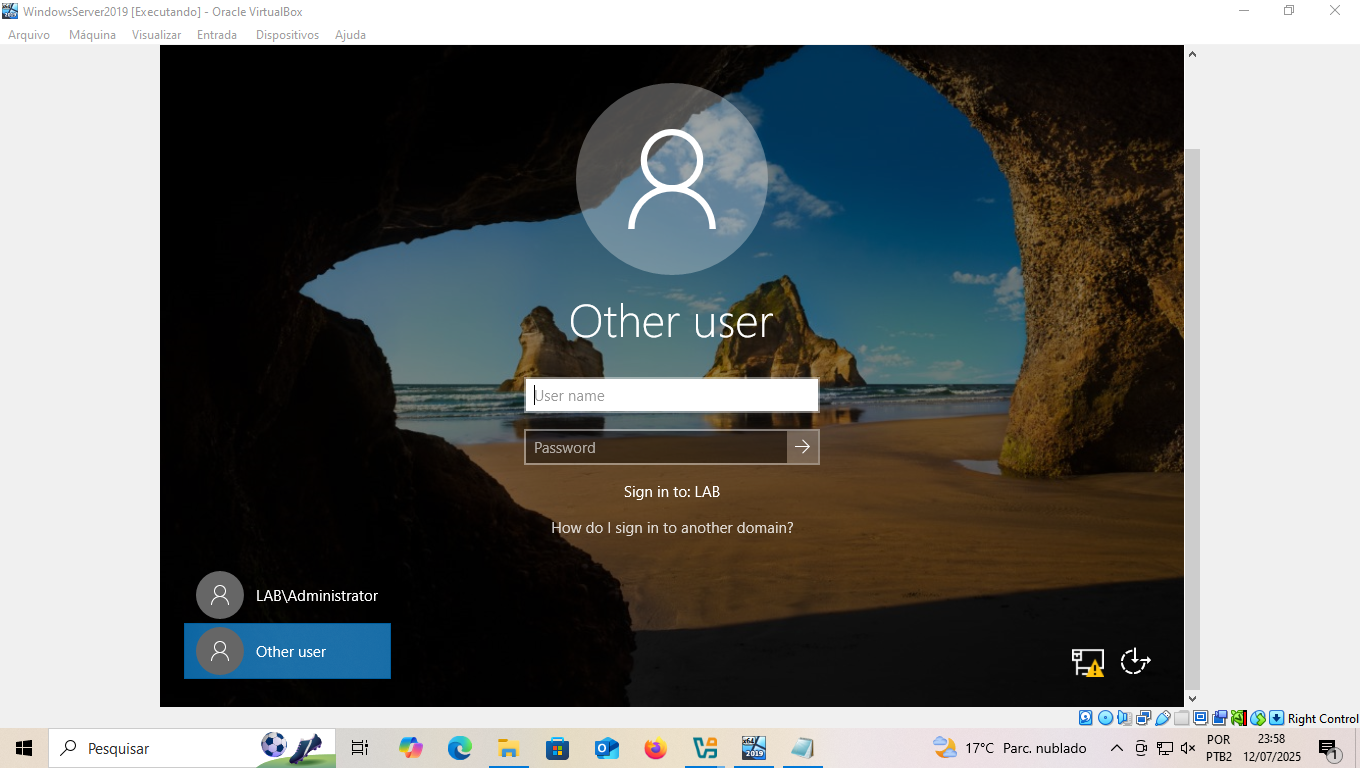 WindowsServer2019 [Executando] - Oracle VirtualBox
Arquivo Máquina Visualizar Entrada Dispositivos Ajuda
Other user
User name
Password
Sign in to: LAB
How do I sign in to another domain?
LAB\Administrator
Other user
Right Control
Pesquisar
x64
2019
17°C Parc. nublado
POR
PTB2
23:58
12/07/2025
1